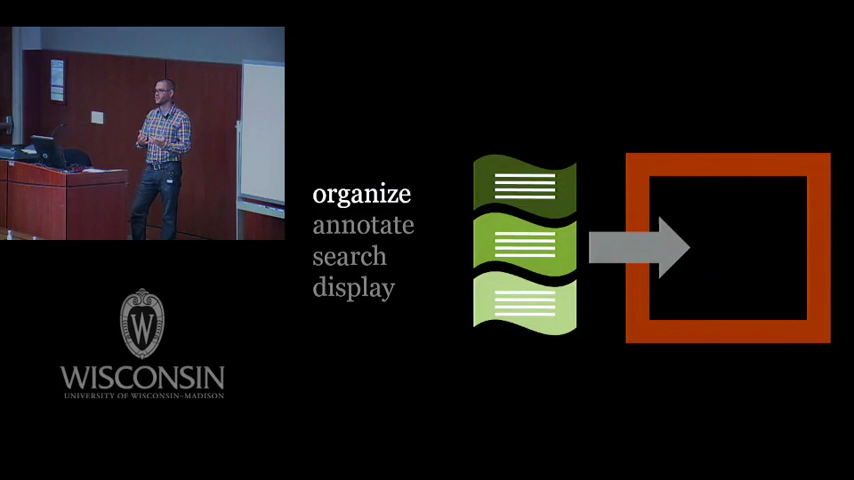 organize
annotate
search
display
W
WISCONSIN
UNIVERSITY OF WISCONSIN–MADISON